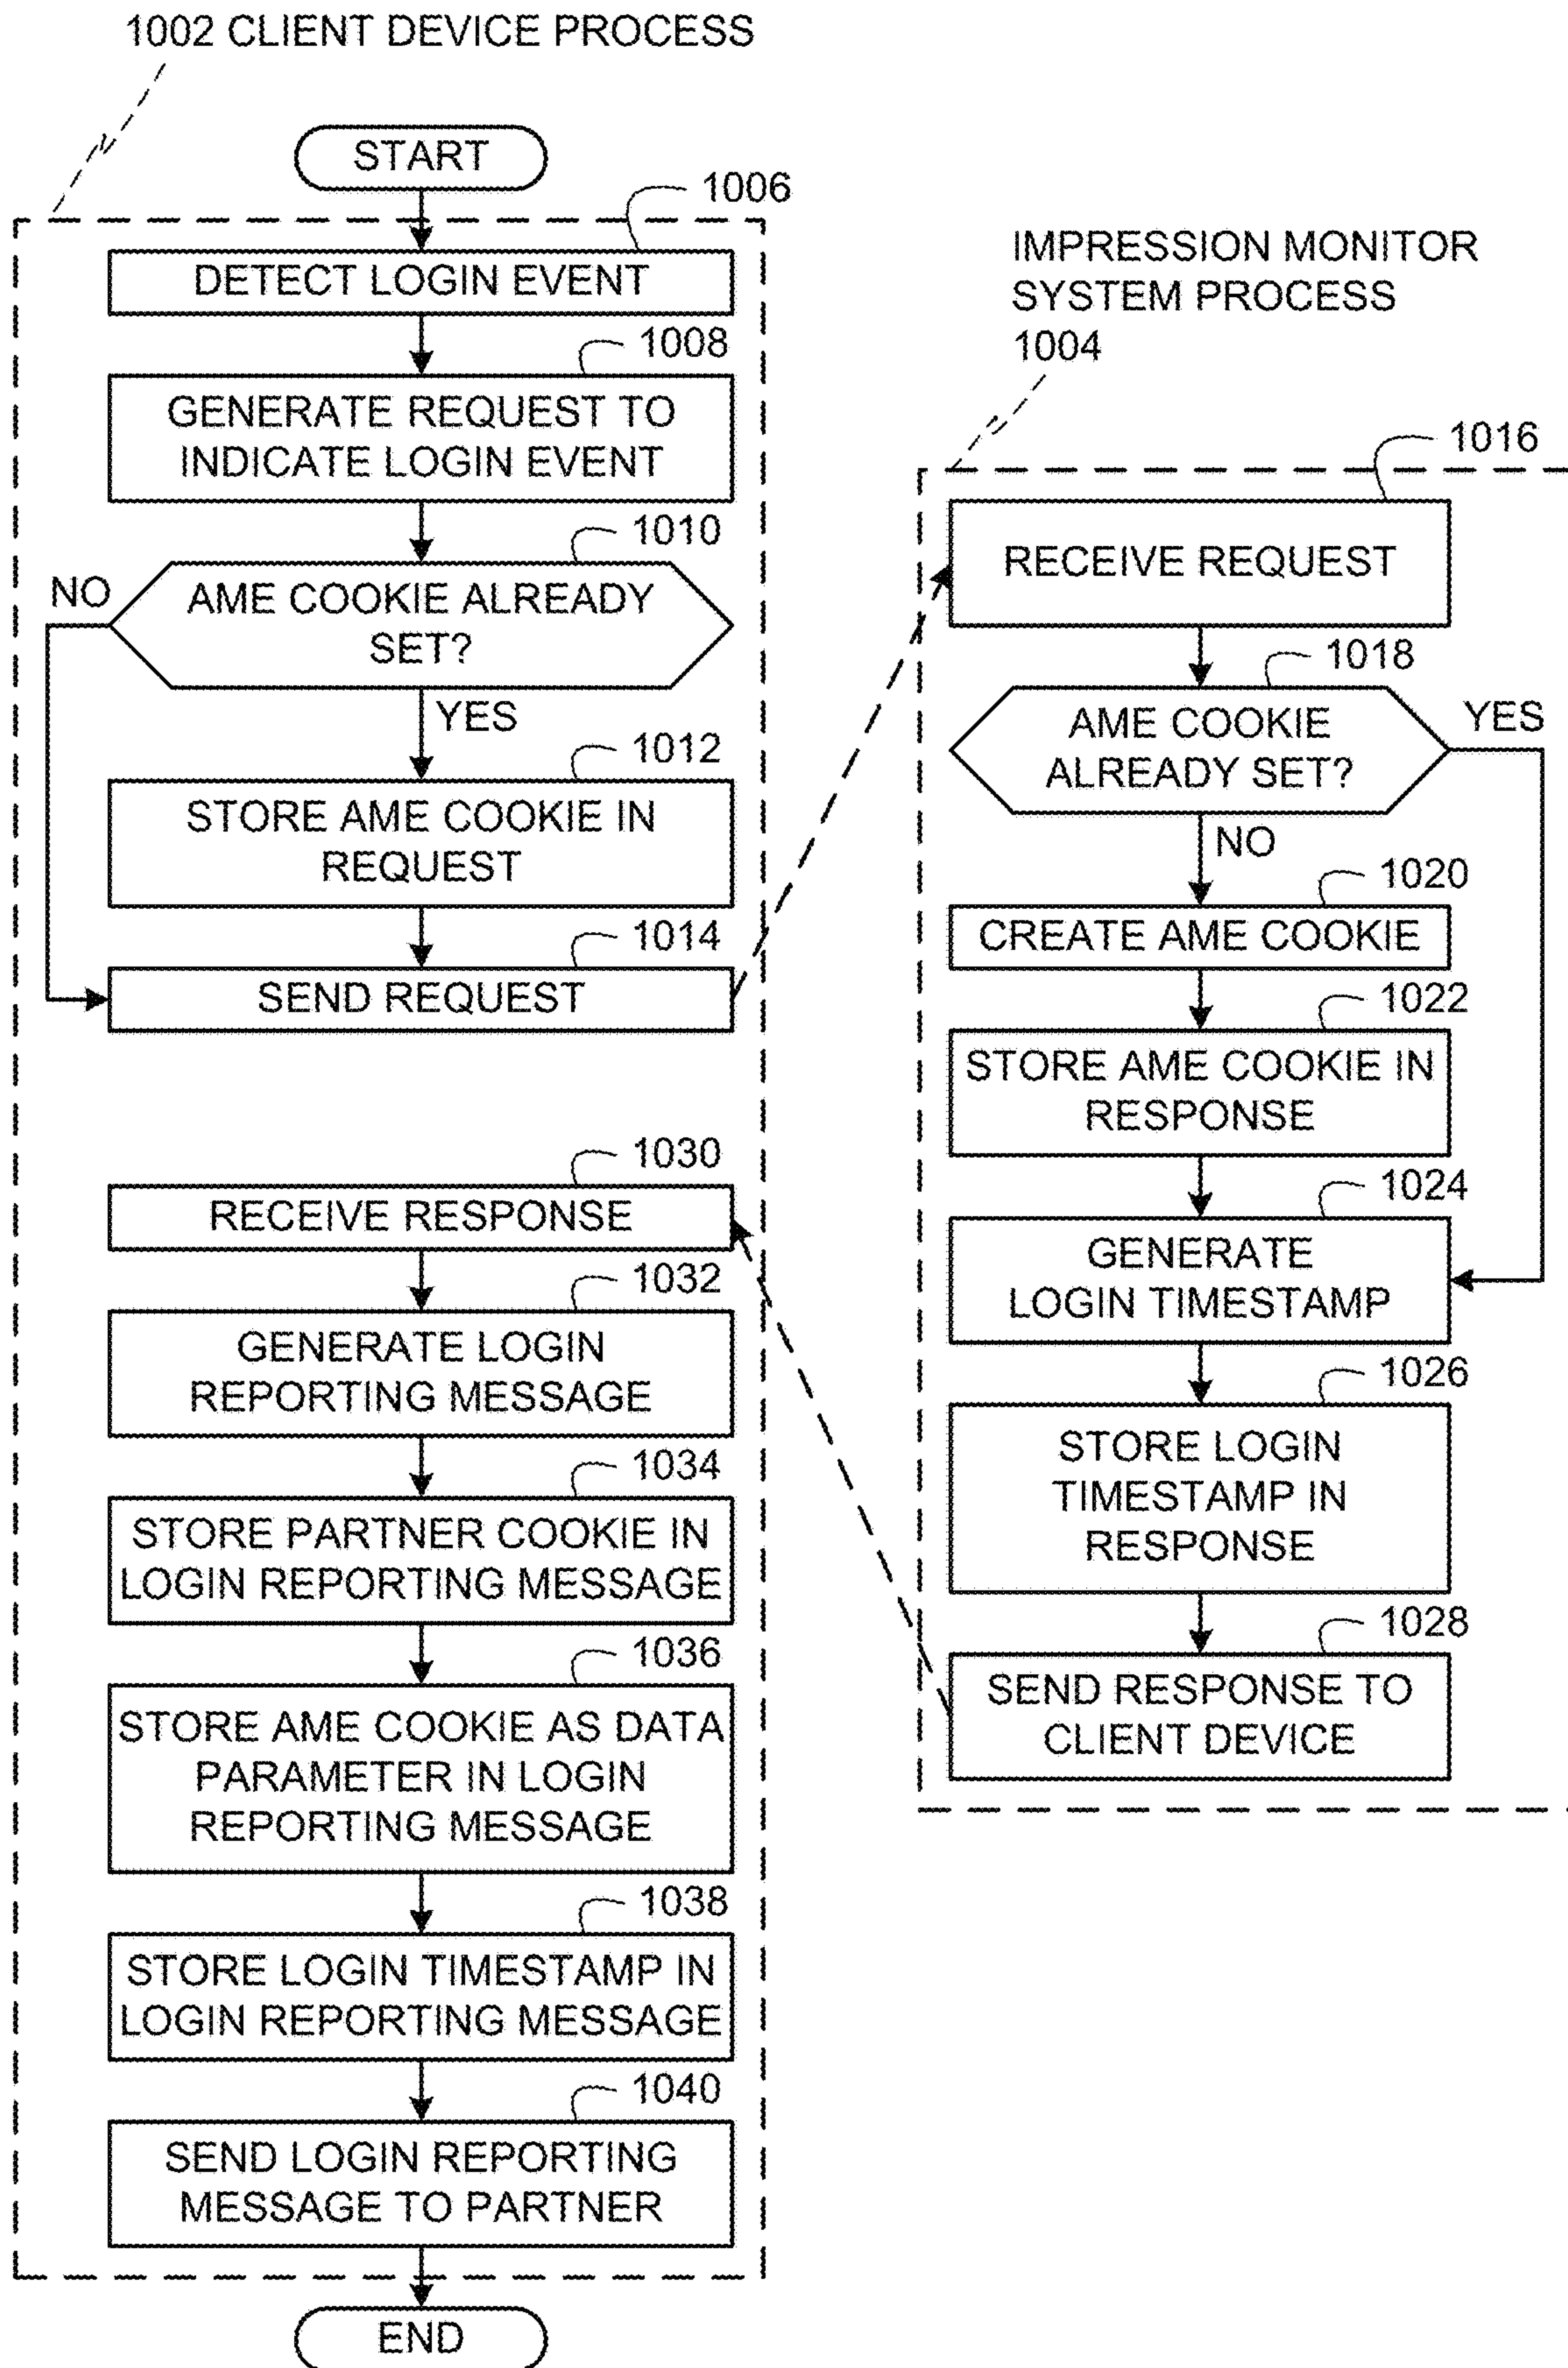 1002 CLIENT DEVICE PROCESS
START
1006
DETECT LOGIN EVENT
1008
GENERATE REQUEST TO
INDICATE LOGIN EVENT
1010
NO
AME COOKIE ALREADY
SET?
YES
1012
STORE AME COOKIE IN
REQUEST
1014
SEND REQUEST
1030
RECEIVE RESPONSE
1032
GENERATE LOGIN
REPORTING MESSAGE
1034
STORE PARTNER COOKIE IN
LOGIN REPORTING MESSAGE
1036
STORE AME COOKIE AS DATA
PARAMETER IN LOGIN
REPORTING MESSAGE
1038
STORE LOGIN TIMESTAMP IN
LOGIN REPORTING MESSAGE
1040
SEND LOGIN REPORTING
MESSAGE TO PARTNER
END
IMPRESSION MONITOR
SYSTEM PROCESS
1004
1016
RECEIVE REQUEST
1018
AME COOKIE
ALREADY SET?
YES
NO
1020
CREATE AME COOKIE
1022
STORE AME COOKIE IN
RESPONSE
1024
GENERATE
LOGIN TIMESTAMP
1026
STORE LOGIN
TIMESTAMP IN
RESPONSE
1028
SEND RESPONSE TO
CLIENT DEVICE